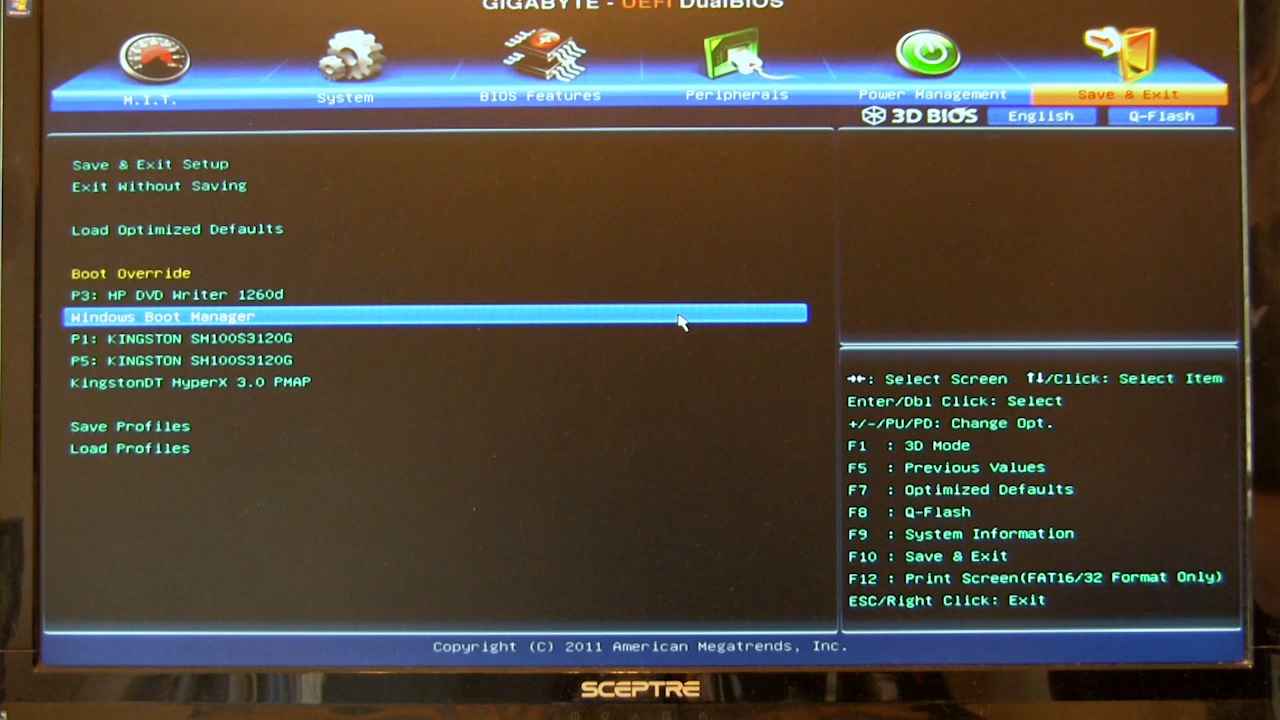 GIGABYTE - UEFI DualBIOS
M.I.T. System BIOS Features Peripherals Power Management Save & Exit
3D BIOS English Q-Flash
Save & Exit Setup
Exit Without Saving
Load Optimized Defaults
Boot Override
P3: HP DVD Writer 1260d
Windows Boot Manager
P1: KINGSTON SH100S3120G
P5: KINGSTON SH100S3120G
KingstonDT HyperX 3.0 PMAP
Save Profiles
Load Profiles
→←: Select Screen ↑↓/Click: Select Item
Enter/Dbl Click: Select
+/-/PU/PD: Change Opt.
F1 : 3D Mode
F5 : Previous Values
F7 : Optimized Defaults
F8 : Q-Flash
F9 : System Information
F10 : Save & Exit
F12 : Print Screen(FAT16/32 Format Only)
ESC/Right Click: Exit
Copyright (C) 2011 American Megatrends, Inc.
SCEPTRE